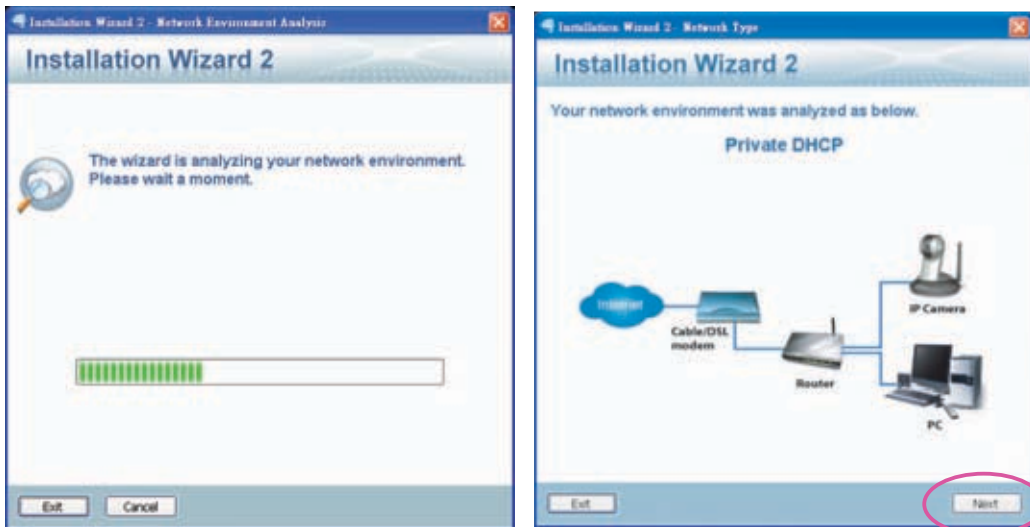 Installation Wizard 2 - Network Environment Analysis
Installation Wizard 2
The wizard is analyzing your network environment.
Please wait a moment.
Exit
Cancel
Installation Wizard 2 - Network Type
Installation Wizard 2
Your network environment was analyzed as below.
Private DHCP
Internet
Cable/DSL
modem
Router
IP Camera
PC
Exit
Next